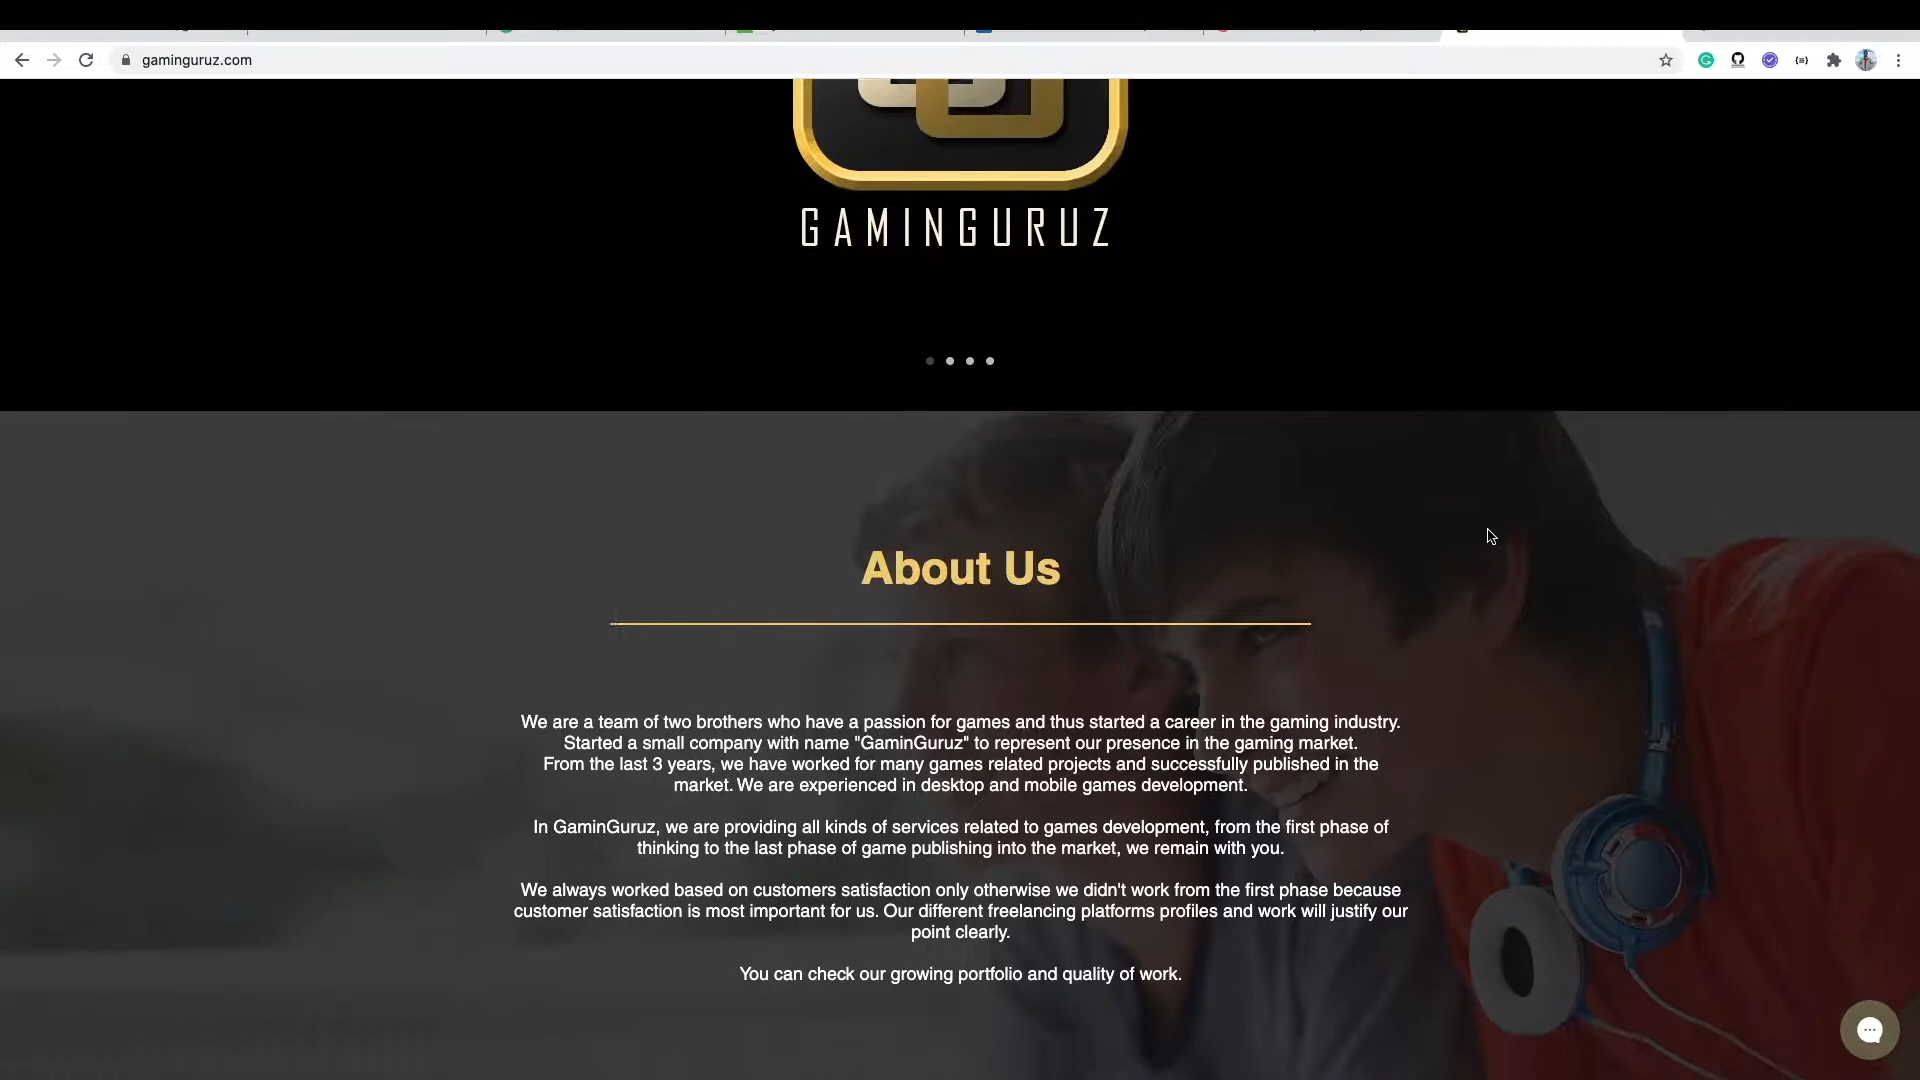 gaminguruz.com
GAMINGURUZ
About Us
We are a team of two brothers who have a passion for games and thus started a career in the gaming industry.
Started a small company with name "GaminGuruz" to represent our presence in the gaming market.
From the last 3 years, we have worked for many games related projects and successfully published in the
market. We are experienced in desktop and mobile games development.
In GaminGuruz, we are providing all kinds of services related to games development, from the first phase of
thinking to the last phase of game publishing into the market, we remain with you.
We always worked based on customers satisfaction only otherwise we didn't work from the first phase because
customer satisfaction is most important for us. Our different freelancing platforms profiles and work will justify our
point clearly.
You can check our growing portfolio and quality of work.